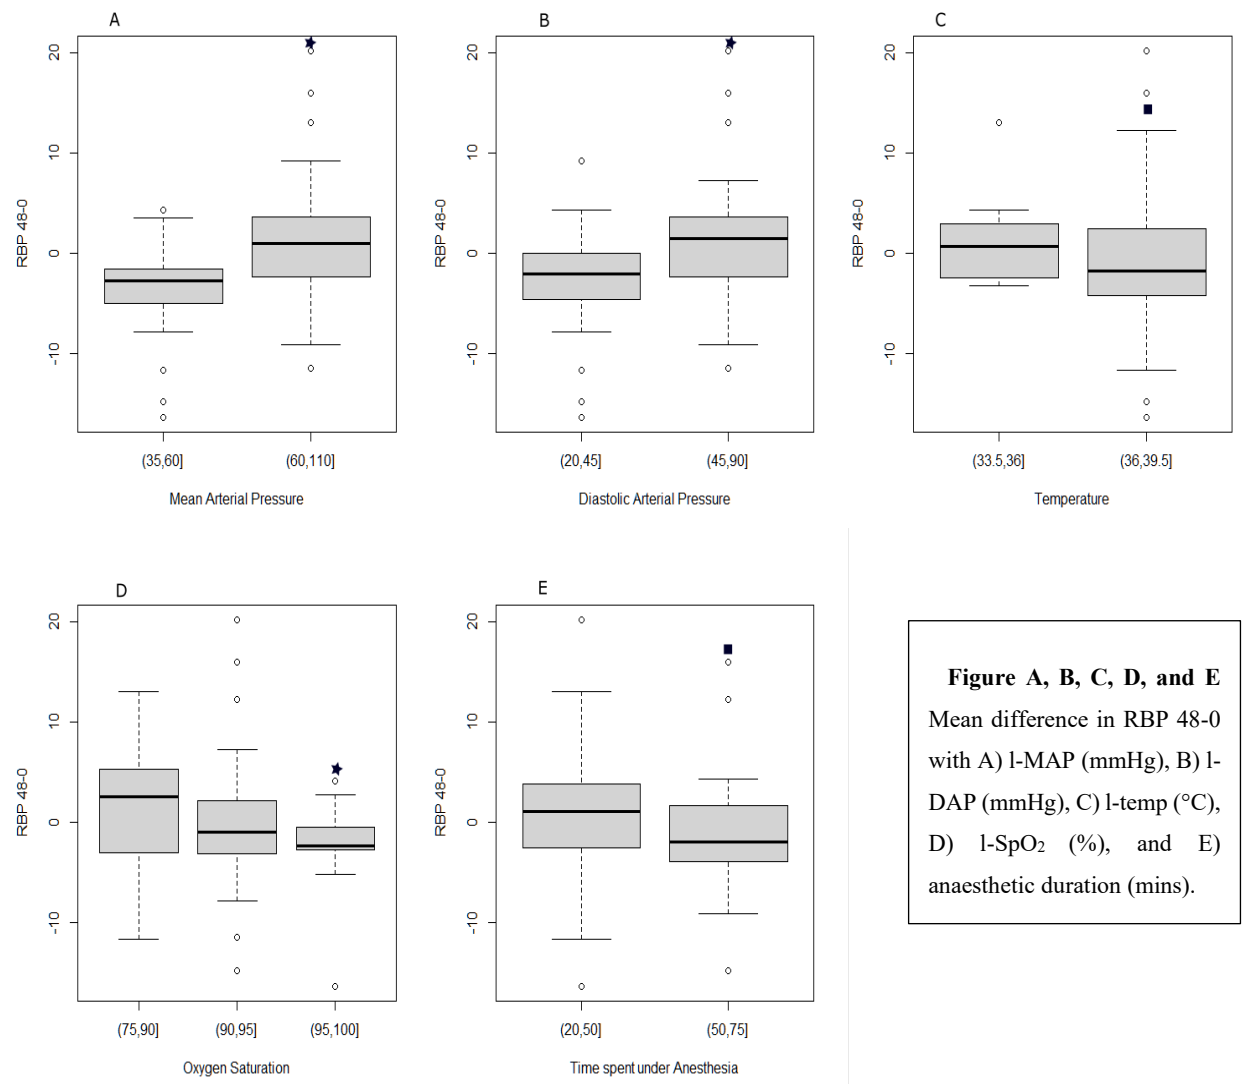 A
20
10
0
-10
RBP 48-0
(35,60]
(60,110]
Mean Arterial Pressure
B
20
10
0
-10
RBP 48-0
(20,45]
(45,90]
Diastolic Arterial Pressure
C
20
10
0
-10
RBP 48-0
(33.5,36]
(36,39.5]
Temperature
D
20
10
0
-10
RBP 48-0
(75,90]
(90,95]
(95,100]
Oxygen Saturation
E
20
10
0
-10
RBP 48-0
(20,50]
(50,75]
Time spent under Anesthesia
Figure A, B, C, D, and E
Mean difference in RBP 48-0
with A) l-MAP (mmHg), B) l-
DAP (mmHg), C) l-temp (°C),
D) l-SpO₂ (%), and E)
anaesthetic duration (mins).